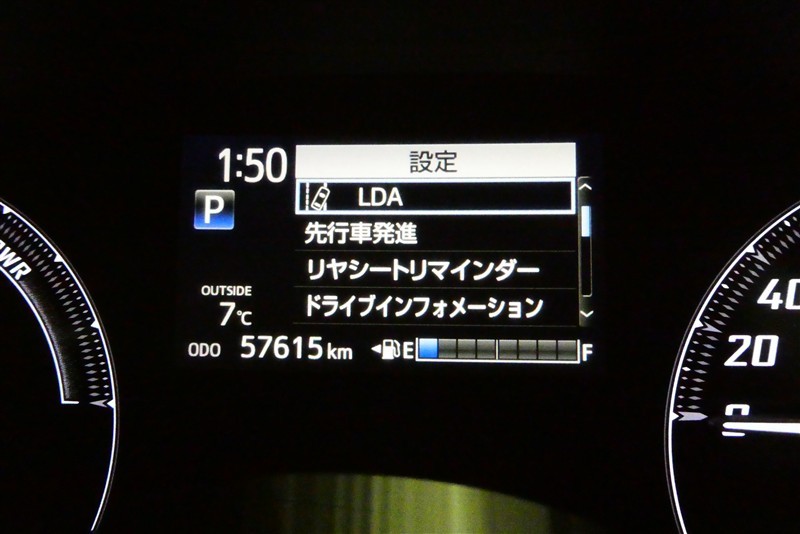 1:50
設定
LDA
P
先行車発進
リヤシートリマインダー
OUTSIDE
7℃
ドライブインフォメーション
ODO 57615km
E F
PWR
40
20
0